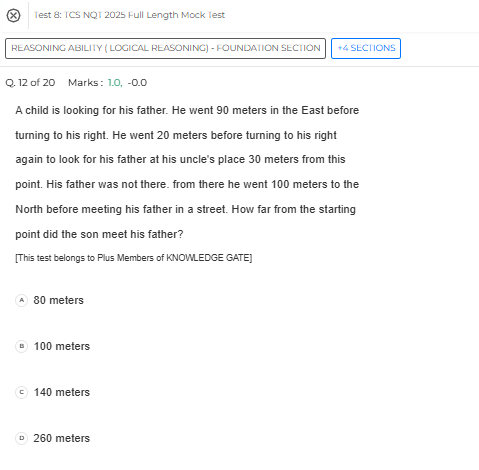 Test 8: TCS NQT 2025 Full Length Mock Test
REASONING ABILITY ( LOGICAL REASONING) - FOUNDATION SECTION +4 SECTIONS
Q. 12 of 20 Marks : 1.0, -0.0
A child is looking for his father. He went 90 meters in the East before
turning to his right. He went 20 meters before turning to his right
again to look for his father at his uncle's place 30 meters from this
point. His father was not there. from there he went 100 meters to the
North before meeting his father in a street. How far from the starting
point did the son meet his father?
[This test belongs to Plus Members of KNOWLEDGE GATE]
A 80 meters
B 100 meters
C 140 meters
D 260 meters